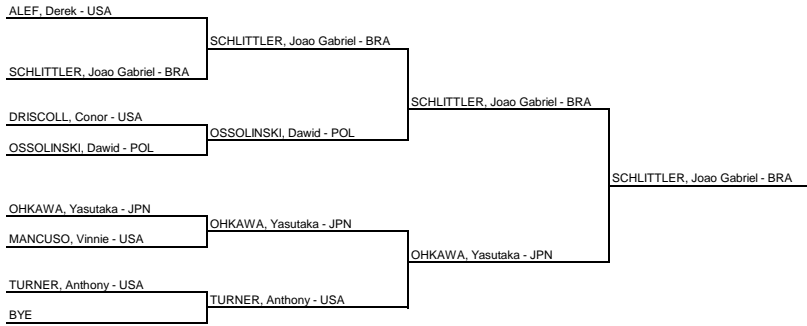 ALEF, Derek - USA
SCHLITTLER, Joao Gabriel - BRA
SCHLITTLER, Joao Gabriel - BRA
DRISCOLL, Conor - USA
OSSOLINSKI, Dawid - POL
OSSOLINSKI, Dawid - POL
SCHLITTLER, Joao Gabriel - BRA
SCHLITTLER, Joao Gabriel - BRA
OHKAWA, Yasutaka - JPN
MANCUSO, Vinnie - USA
OHKAWA, Yasutaka - JPN
OHKAWA, Yasutaka - JPN
TURNER, Anthony - USA
BYE
TURNER, Anthony - USA